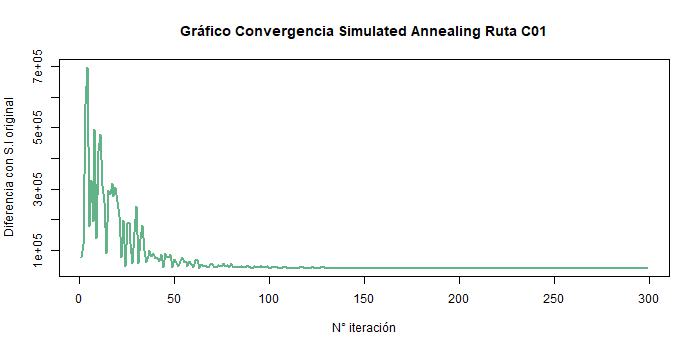 Gráfico Convergencia Simulated Annealing Ruta C01
Diferencia con S.I original
7e+05
5e+05
3e+05
1e+05
0 50 100 150 200 250 300
N° iteración